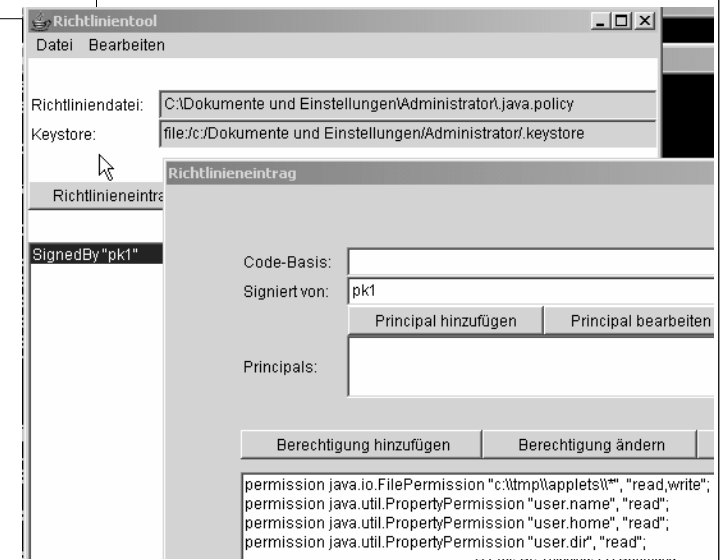 Richtlinientool
Datei Bearbeiten
Richtliniendatei: C:\Dokumente und Einstellungen\Administrator\.java.policy
Keystore: file:/c:/Dokumente und Einstellungen/Administrator/.keystore
Richtlinieneintrag
Richtlinieneintra
SignedBy "pk1"
Code-Basis:
Signiert von: pk1
Principal hinzufügen Principal bearbeiten
Principals:
Berechtigung hinzufügen Berechtigung ändern
permission java.io.FilePermission "c:\\tmp\\applets\\*", "read,write";
permission java.util.PropertyPermission "user.name", "read";
permission java.util.PropertyPermission "user.home", "read";
permission java.util.PropertyPermission "user.dir", "read";